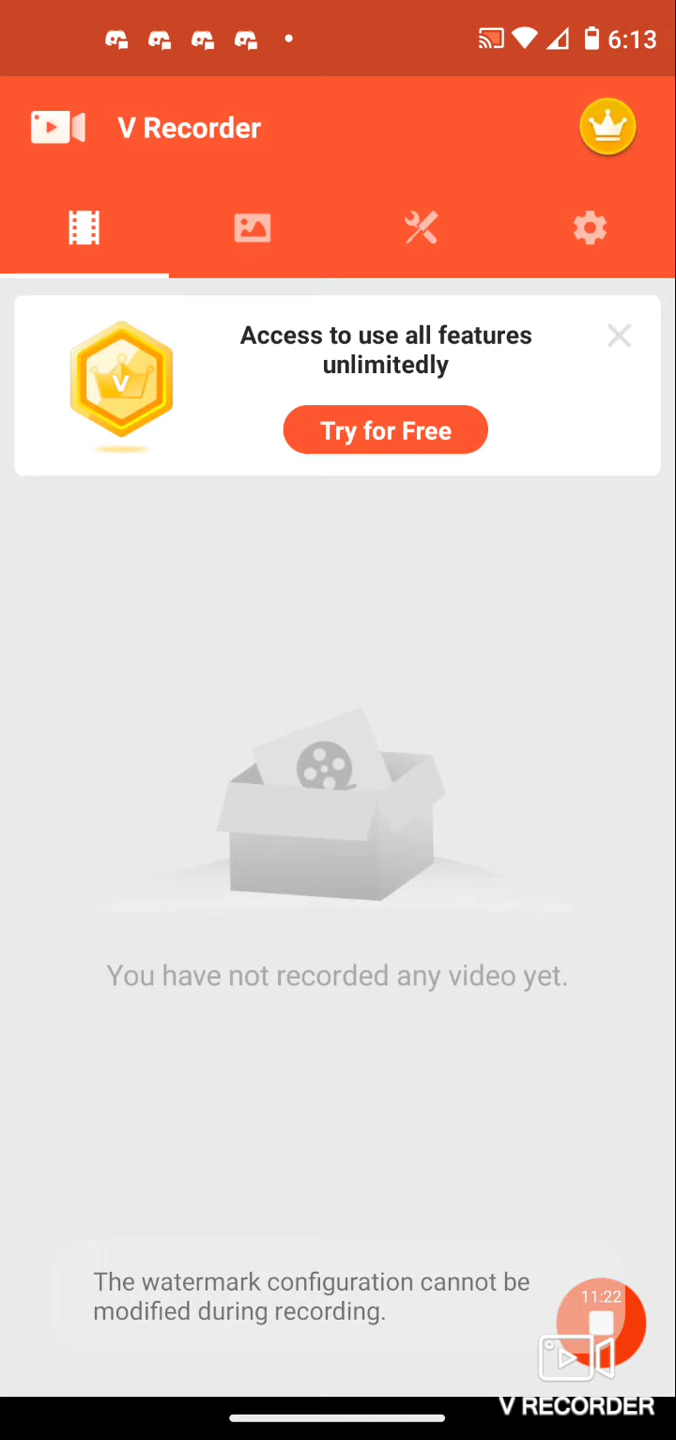 6:13
V Recorder
Access to use all features
unlimitedly
V
Try for Free
You have not recorded any video yet.
The watermark configuration cannot be
modified during recording.
11:22
V RECORDER